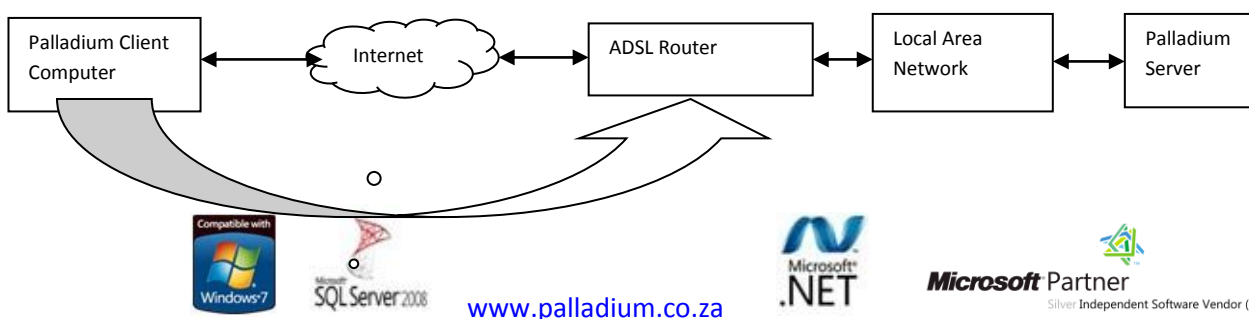 Palladium Client
Computer
Internet
ADSL Router
Local Area
Network
Palladium
Server
Compatible with
Windows 7
Microsoft
SQL Server 2008
www.palladium.co.za
Microsoft
.NET
Microsoft Partner
Silver Independent Software Vendor (